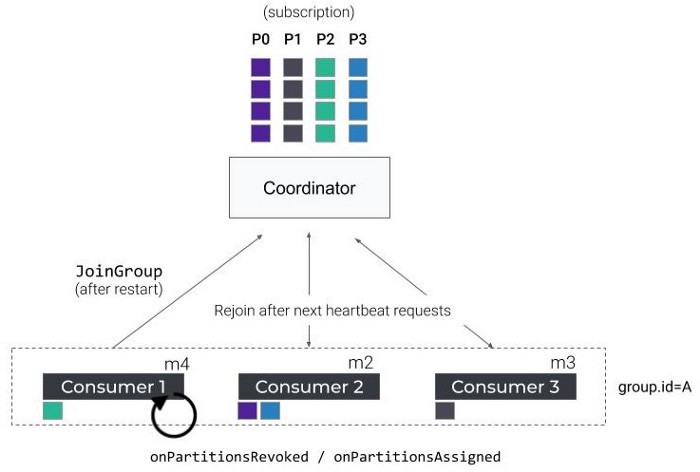 (subscription)
P0 P1 P2 P3
Coordinator
JoinGroup
(after restart)
Rejoin after next heartbeat requests
m4 m2 m3
Consumer 1 Consumer 2 Consumer 3
group.id=A
onPartitionsRevoked / onPartitionsAssigned